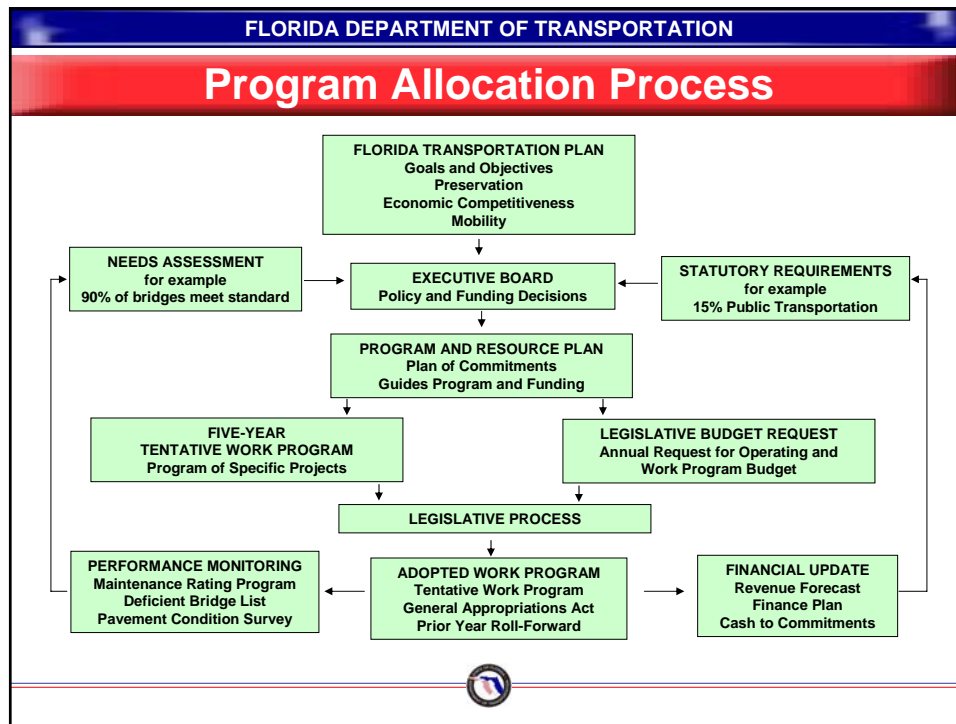 FLORIDA DEPARTMENT OF TRANSPORTATION
Program Allocation Process
FLORIDA TRANSPORTATION PLAN
Goals and Objectives
Preservation
Economic Competitiveness
Mobility
NEEDS ASSESSMENT
for example
90% of bridges meet standard
EXECUTIVE BOARD
Policy and Funding Decisions
STATUTORY REQUIREMENTS
for example
15% Public Transportation
PROGRAM AND RESOURCE PLAN
Plan of Commitments
Guides Program and Funding
FIVE-YEAR
TENTATIVE WORK PROGRAM
Program of Specific Projects
LEGISLATIVE BUDGET REQUEST
Annual Request for Operating and
Work Program Budget
LEGISLATIVE PROCESS
PERFORMANCE MONITORING
Maintenance Rating Program
Deficient Bridge List
Pavement Condition Survey
ADOPTED WORK PROGRAM
Tentative Work Program
General Appropriations Act
Prior Year Roll-Forward
FINANCIAL UPDATE
Revenue Forecast
Finance Plan
Cash to Commitments